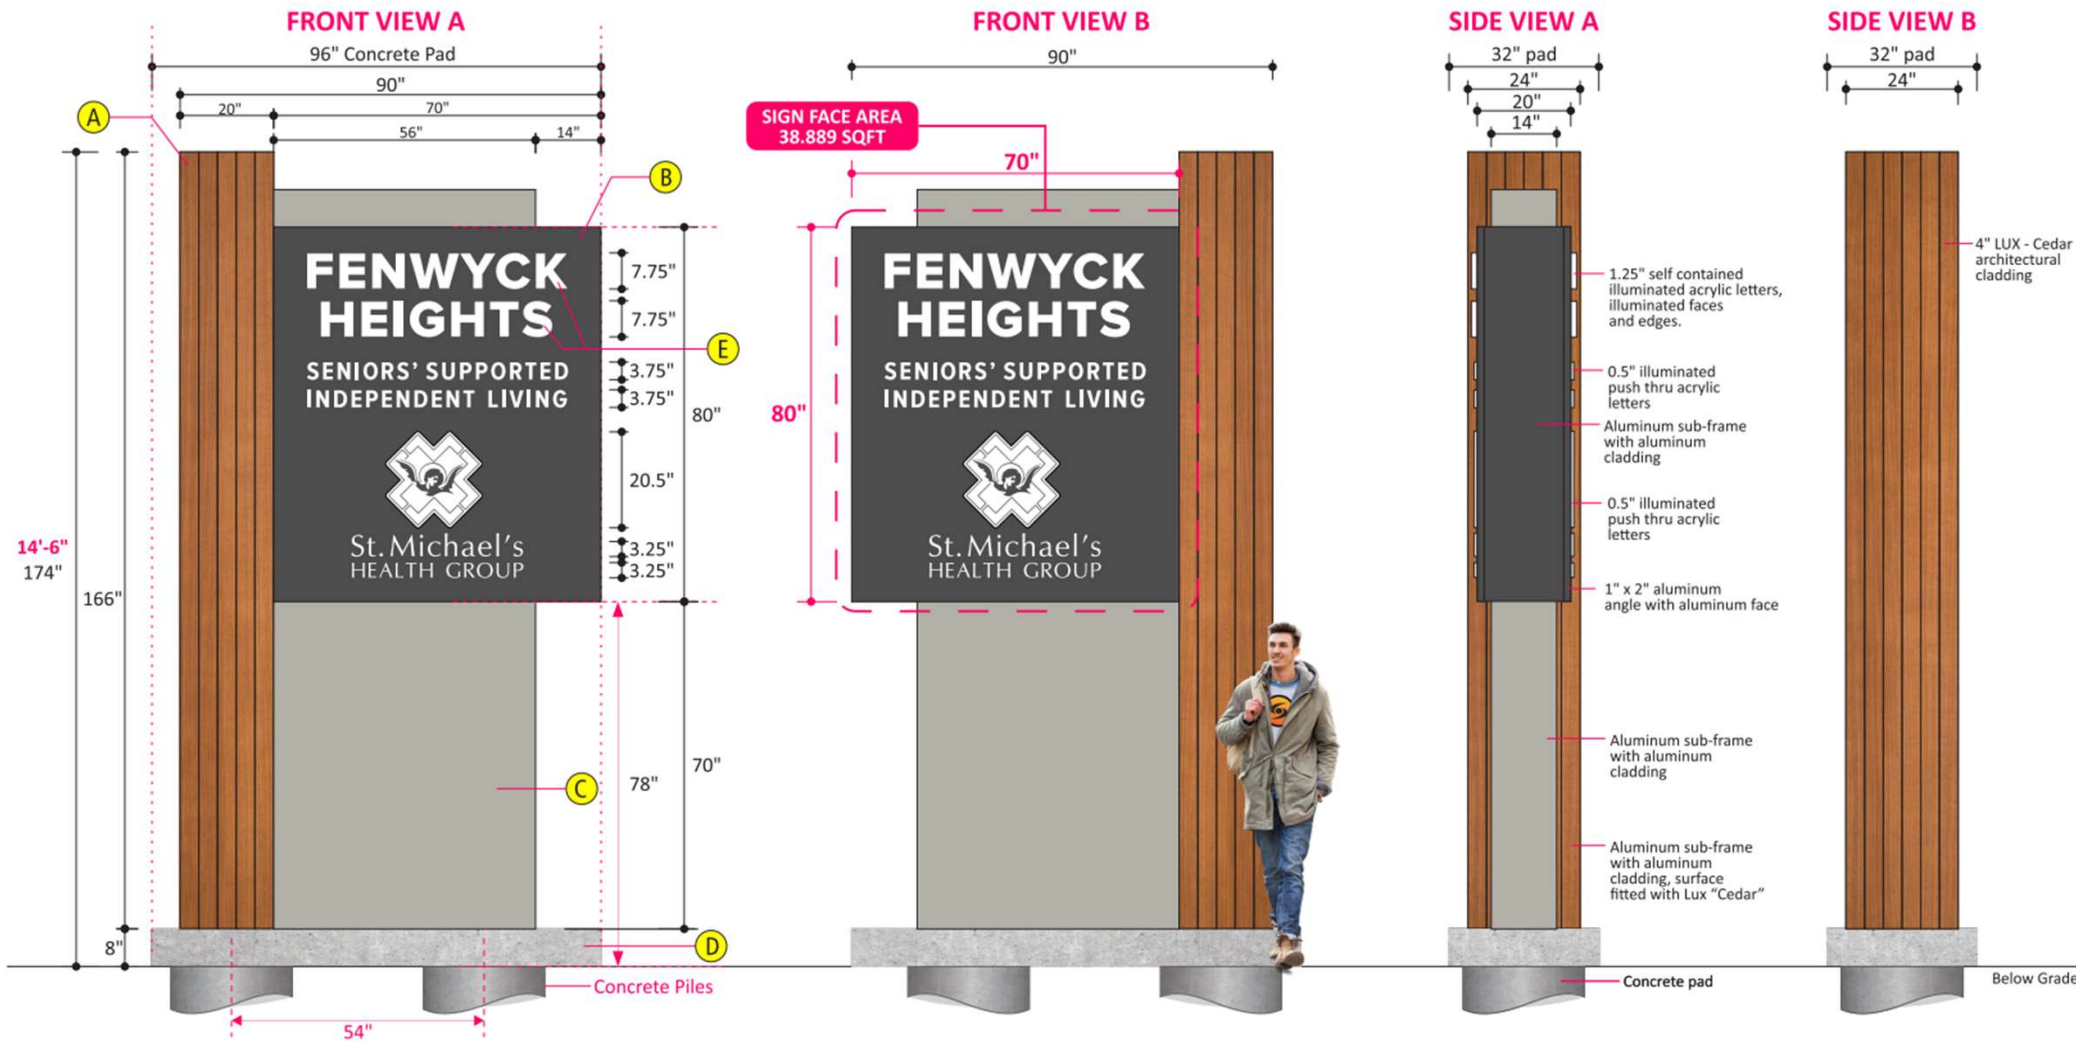 FRONT VIEW A
96" Concrete Pad
90"
20"
70"
56"
14"
A
B
FENWYCK
HEIGHTS
SENIORS' SUPPORTED
INDEPENDENT LIVING
St. Michael's
HEALTH GROUP
7.75"
7.75"
E
3.75"
3.75"
80"
20.5"
3.25"
3.25"
14'-6"
174"
166"
C
78"
70"
8"
D
Concrete Piles
54"
FRONT VIEW B
90"
SIGN FACE AREA
38.889 SQFT
70"
80"
FENWYCK
HEIGHTS
SENIORS' SUPPORTED
INDEPENDENT LIVING
St. Michael's
HEALTH GROUP
SIDE VIEW A
32" pad
24"
20"
14"
1.25" self contained
illuminated acrylic letters,
illuminated faces
and edges.
0.5" illuminated
push thru acrylic
letters
Aluminum sub-frame
with aluminum
cladding
0.5" illuminated
push thru acrylic
letters
1" x 2" aluminum
angle with aluminum face
Aluminum sub-frame
with aluminum
cladding
Aluminum sub-frame
with aluminum
cladding, surface
fitted with Lux "Cedar"
Concrete pad
SIDE VIEW B
32" pad
24"
4" LUX - Cedar
architectural
cladding
Below Grade